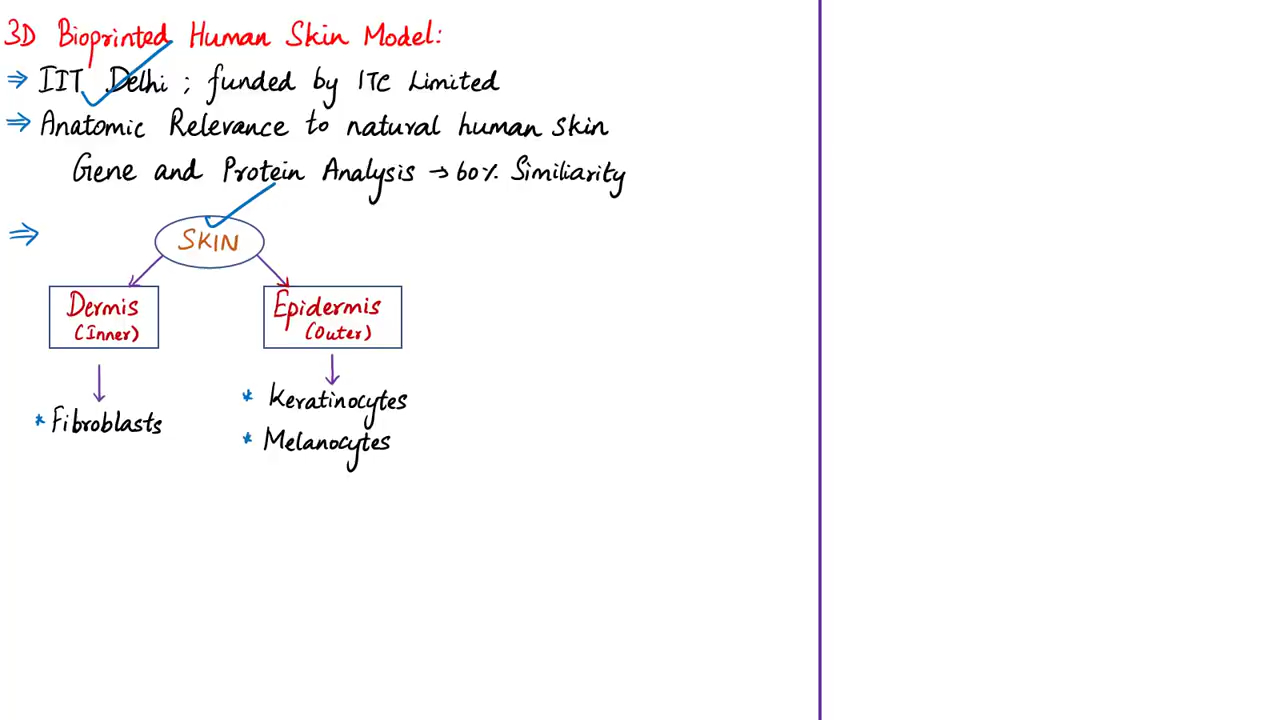 3D Bioprinted Human Skin Model:
⇒ IIT Delhi ; funded by ITC Limited
⇒ Anatomic Relevance to natural human skin
Gene and Protein Analysis → 60% Similiarity
⇒
SKIN
Dermis
(Inner)
Epidermis
(Outer)
* Fibroblasts
* Keratinocytes
* Melanocytes